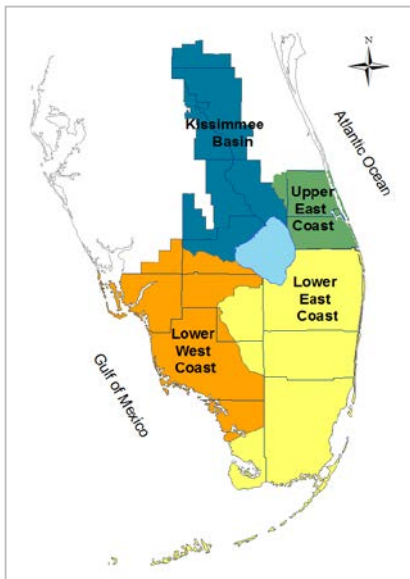 N
Kissimmee
Basin
Atlantic Ocean
Upper
East
Coast
Lower
East
Coast
Lower
West
Coast
Gulf of Mexico